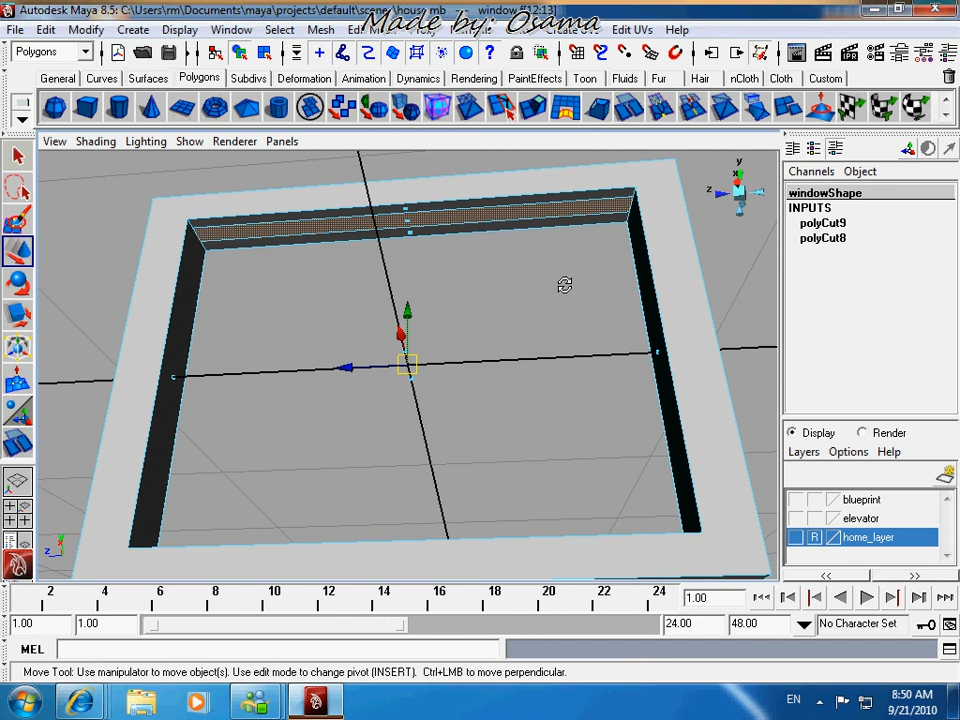 Autodesk Maya 8.5: C:\Users\rm\Documents\maya\projects\default\scene house.mb --- window.f[12:13]
Made by: Osama
File Edit Modify Create Display Window Select Mesh Edit UVs Help
Polygons
General Curves Surfaces Polygons Subdivs Deformation Animation Dynamics Rendering PaintEffects Toon Fluids Fur Hair nCloth Cloth Custom
View Shading Lighting Show Renderer Panels
Channels Object
windowShape
INPUTS
polyCut9
polyCut8
y
x
z
Display Render
Layers Options Help
blueprint
elevator
R home_layer
z
<< >>
2 4 6 8 10 12 14 16 18 20 22 24 1.00
1.00 1.00 24.00 48.00 No Character Set
MEL
Move Tool: Use manipulator to move object(s). Use edit mode to change pivot (INSERT). Ctrl+LMB to move perpendicular.
EN 8:50 AM
9/21/2010